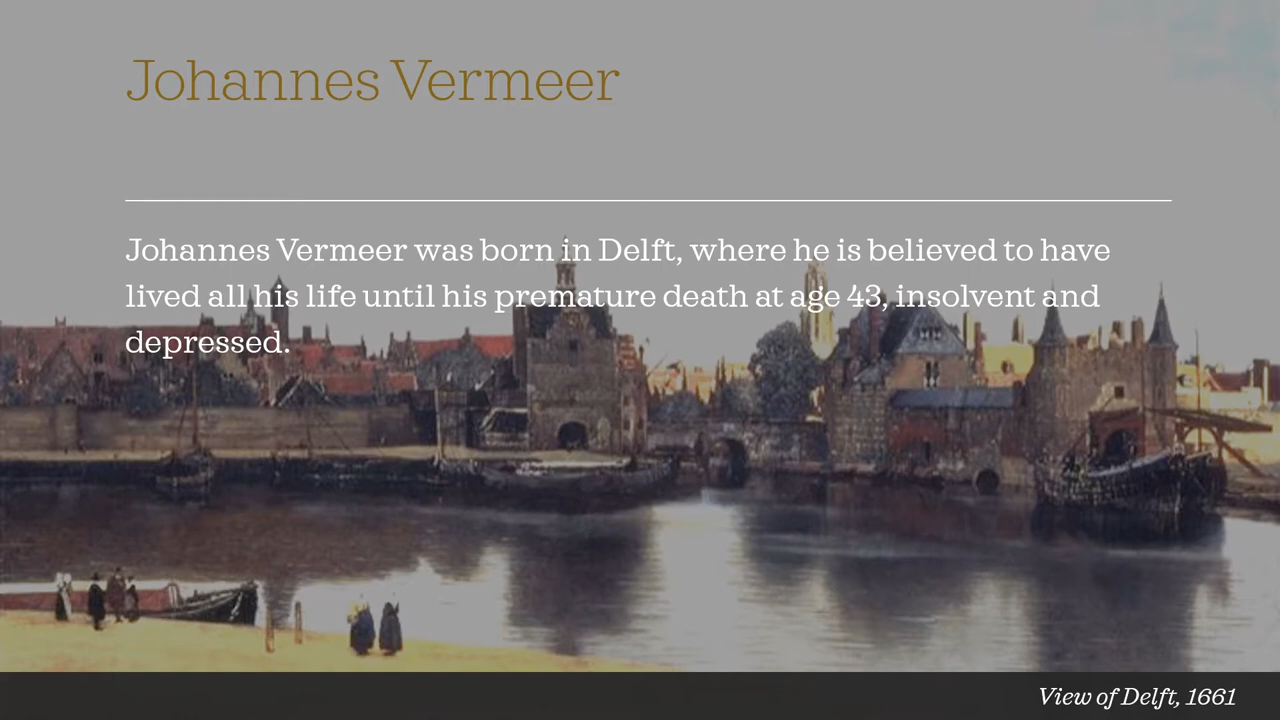 Johannes Vermeer
Johannes Vermeer was born in Delft, where he is believed to have
lived all his life until his premature death at age 43, insolvent and
depressed.
View of Delft, 1661